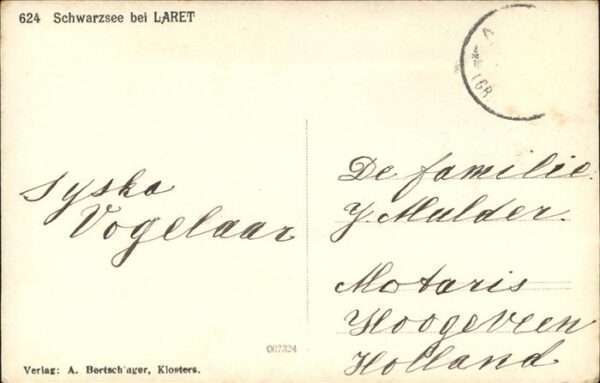 624 Schwarzsee bei LARET
Syska
Vogelaar
De familie
J. Mulder.
Notaris
Hoogeveen
Holland
007324
Verlag: A. Bertschinger, Klosters.